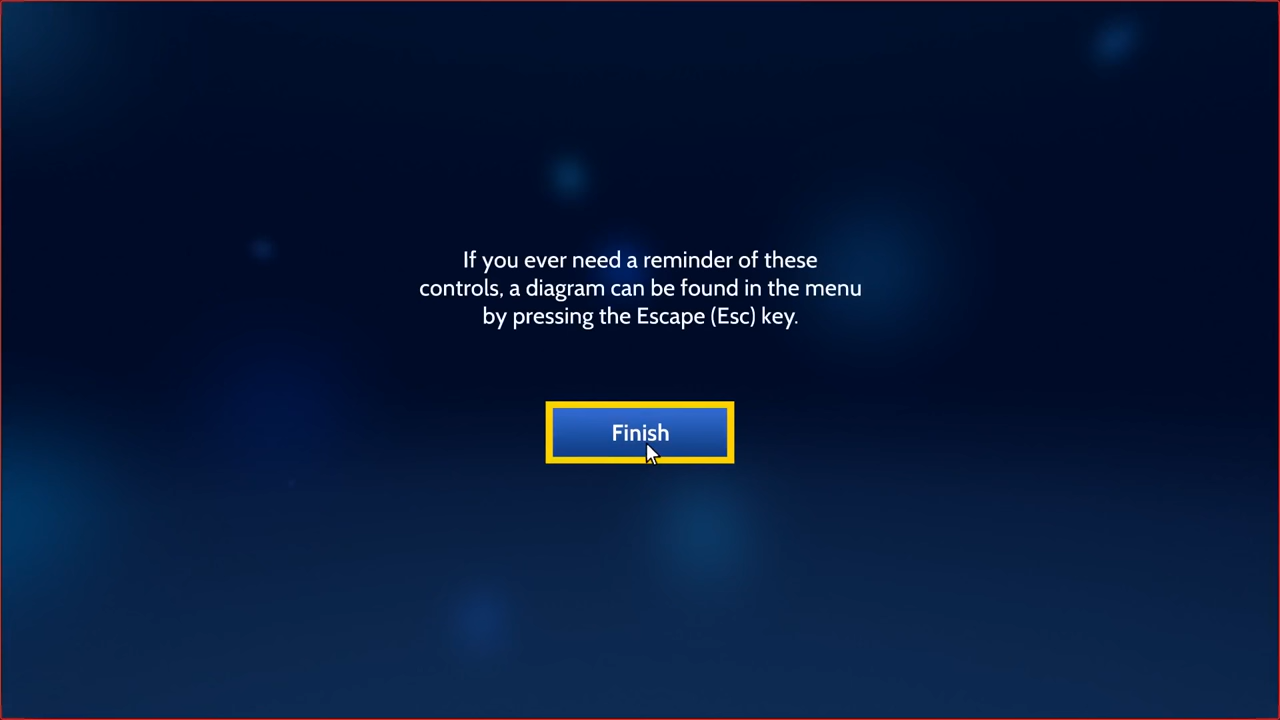 If you ever need a reminder of these
controls, a diagram can be found in the menu
by pressing the Escape (Esc) key.
Finish